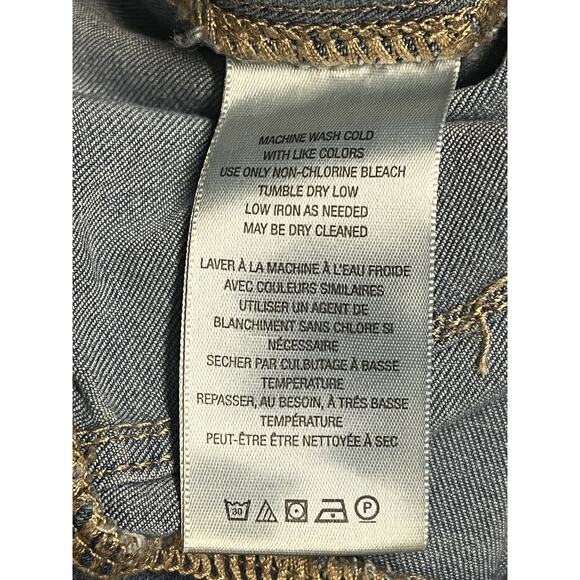 MACHINE WASH COLD
WITH LIKE COLORS
USE ONLY NON-CHLORINE BLEACH
TUMBLE DRY LOW
LOW IRON AS NEEDED
MAY BE DRY CLEANED
LAVER À LA MACHINE À L'EAU FROIDE
AVEC COULEURS SIMILAIRES
UTILISER UN AGENT DE
BLANCHIMENT SANS CHLORE SI
NÉCESSAIRE
SECHER PAR CULBUTAGE À BASSE
TEMPERATURE
REPASSER, AU BESOIN, À TRÉS BASSE
TEMPÉRATURE
PEUT-ÊTRE ÊTRE NETTOYÉE À SEC
30 P